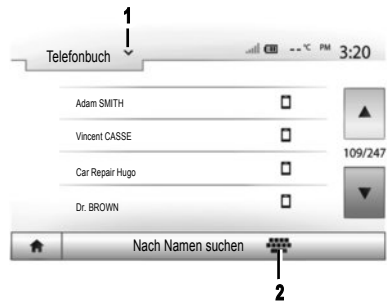 1
Telefonbuch
--°C PM 3:20
Adam SMITH
Vincent CASSE
109/247
Car Repair Hugo
Dr. BROWN
Nach Namen suchen
2